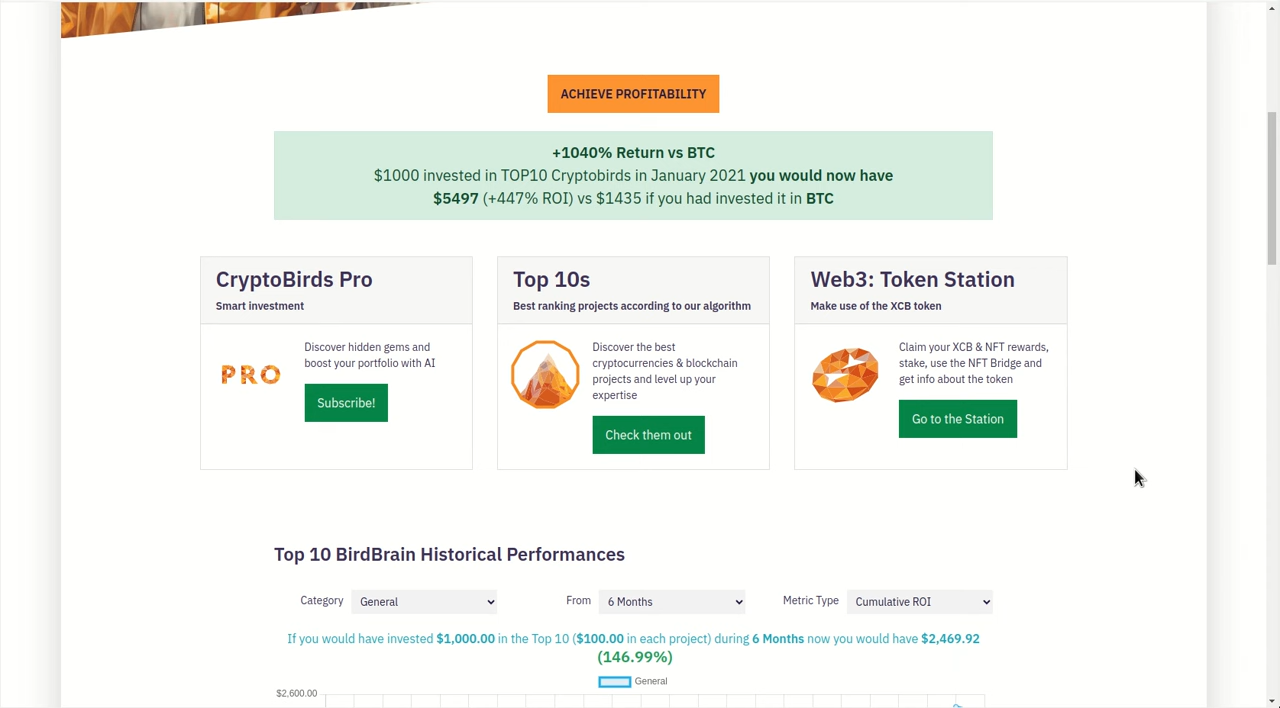 ACHIEVE PROFITABILITY
+1040% Return vs BTC
$1000 invested in TOP10 Cryptobirds in January 2021 you would now have
$5497 (+447% ROI) vs $1435 if you had invested it in BTC
CryptoBirds Pro
Smart investment
PRO
Discover hidden gems and
boost your portfolio with AI
Subscribe!
Top 10s
Best ranking projects according to our algorithm
Discover the best
cryptocurrencies & blockchain
projects and level up your
expertise
Check them out
Web3: Token Station
Make use of the XCB token
Claim your XCB & NFT rewards,
stake, use the NFT Bridge and
get info about the token
Go to the Station
Top 10 BirdBrain Historical Performances
Category General From 6 Months Metric Type Cumulative ROI
If you would have invested $1,000.00 in the Top 10 ($100.00 in each project) during 6 Months now you would have $2,469.92
(146.99%)
General
$2,600.00